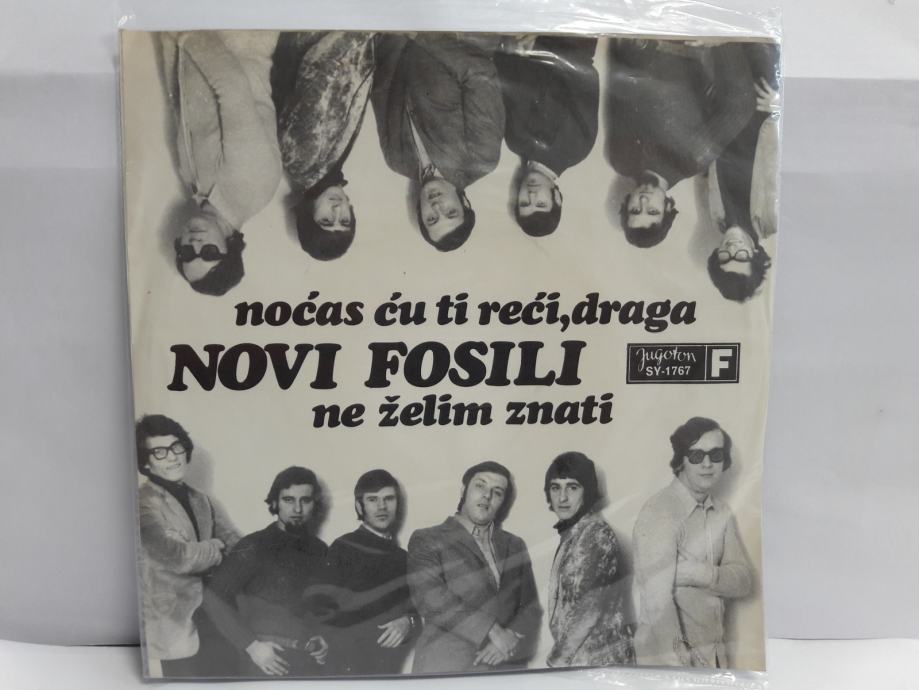 noćas ću ti reći,draga
NOVI FOSILI
Jugoton
SY-1767
F
ne želim znati